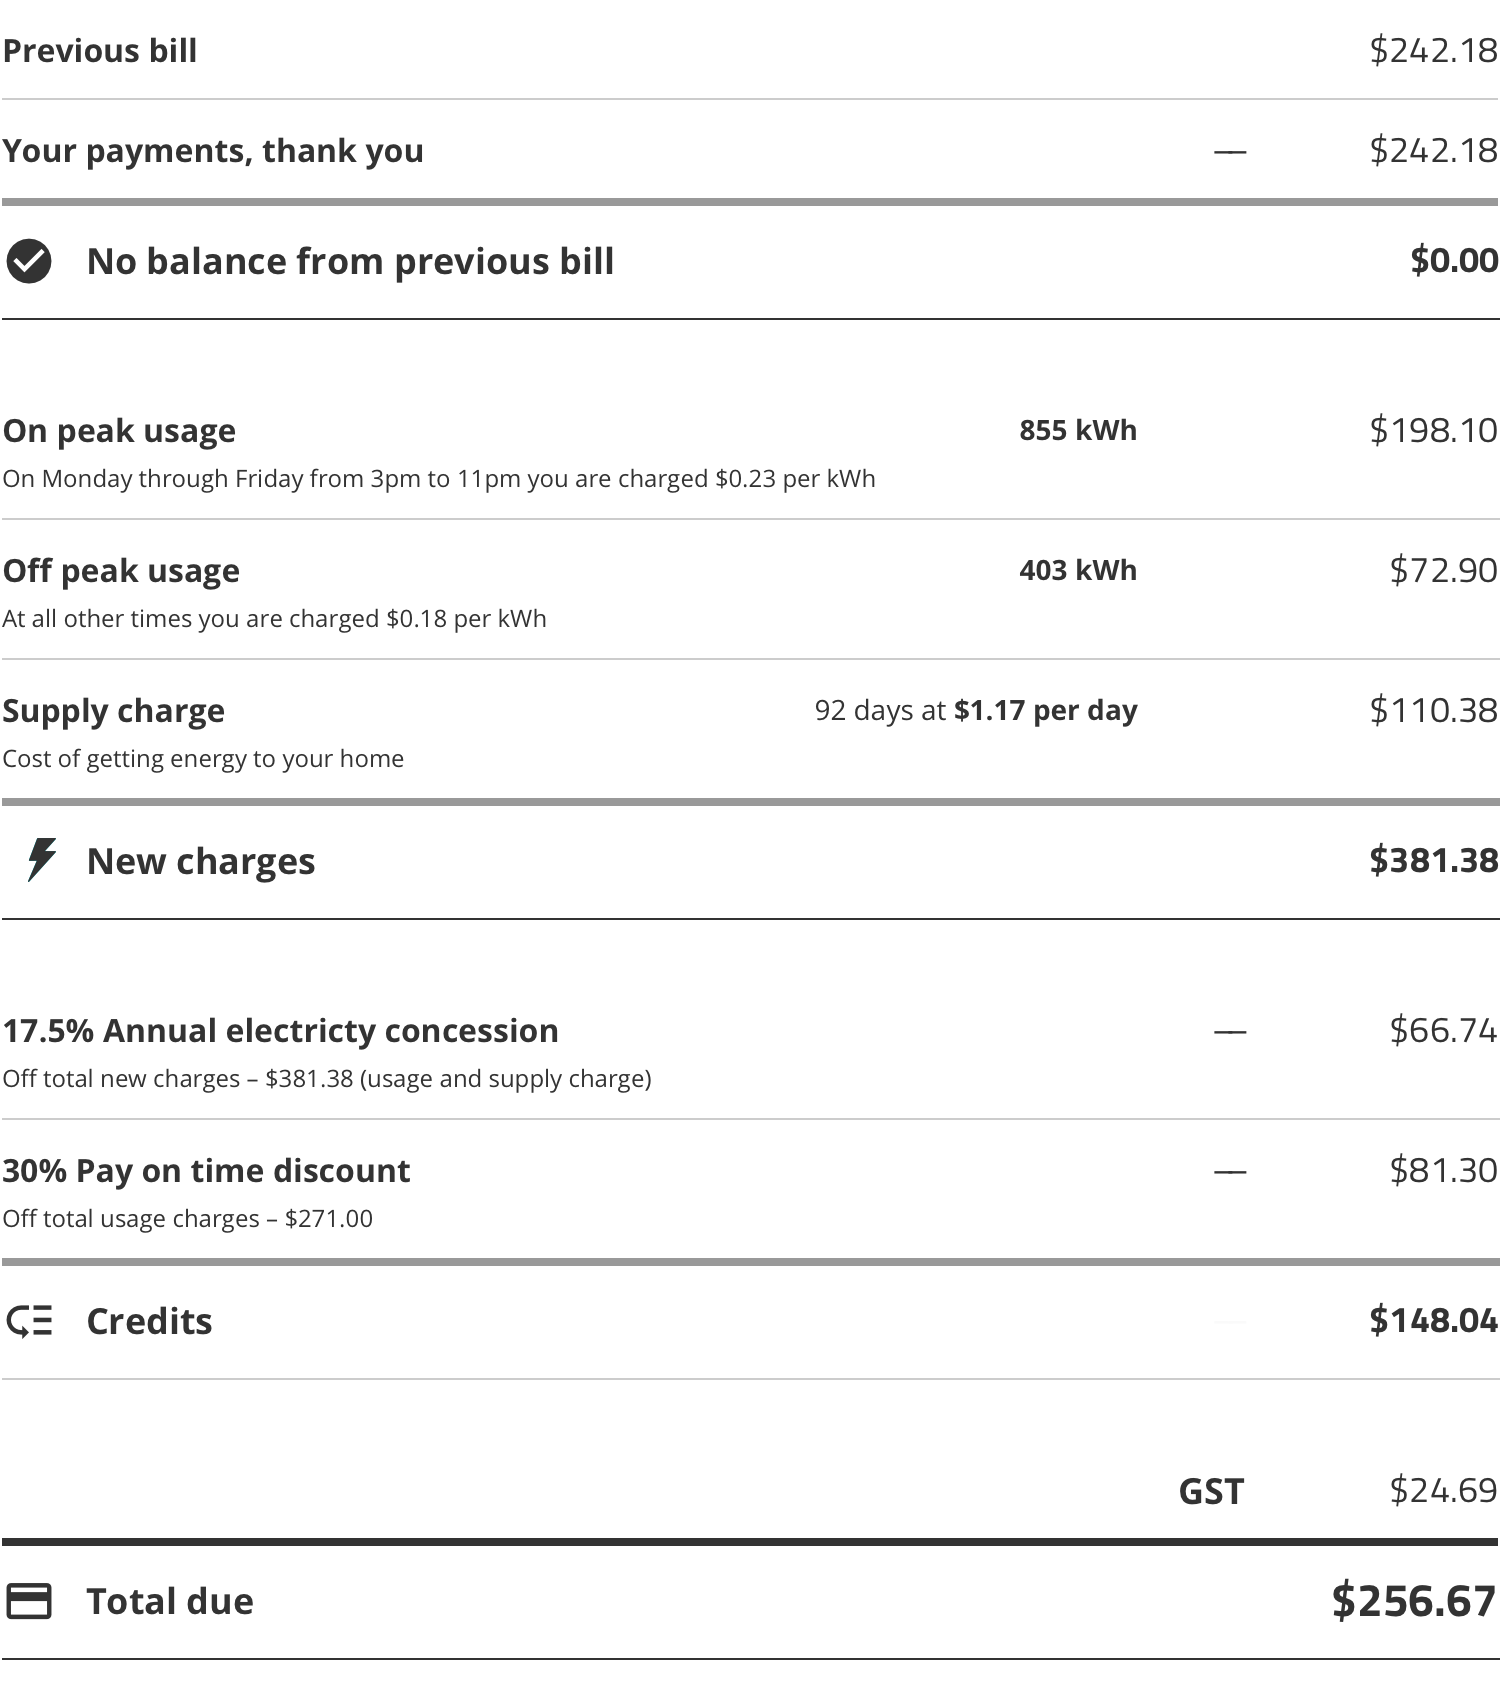 Previous bill $242.18
Your payments, thank you — $242.18
No balance from previous bill $0.00
On peak usage 855 kWh $198.10
On Monday through Friday from 3pm to 11pm you are charged $0.23 per kWh
Off peak usage 403 kWh $72.90
At all other times you are charged $0.18 per kWh
Supply charge 92 days at $1.17 per day $110.38
Cost of getting energy to your home
New charges $381.38
17.5% Annual electricty concession — $66.74
Off total new charges – $381.38 (usage and supply charge)
30% Pay on time discount — $81.30
Off total usage charges – $271.00
Credits — $148.04
GST $24.69
Total due $256.67